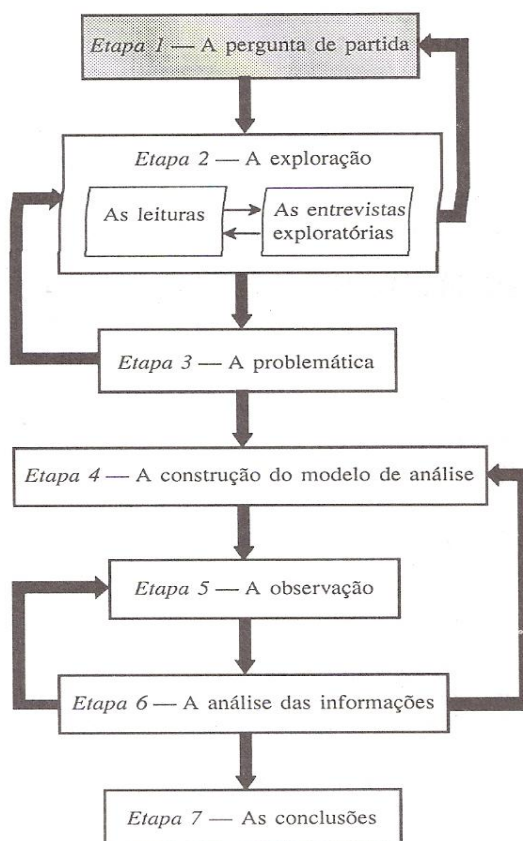 Etapa 1 — A pergunta de partida
Etapa 2 — A exploração
As leituras
As entrevistas
exploratórias
Etapa 3 — A problemática
Etapa 4 — A construção do modelo de análise
Etapa 5 — A observação
Etapa 6 — A análise das informações
Etapa 7 — As conclusões